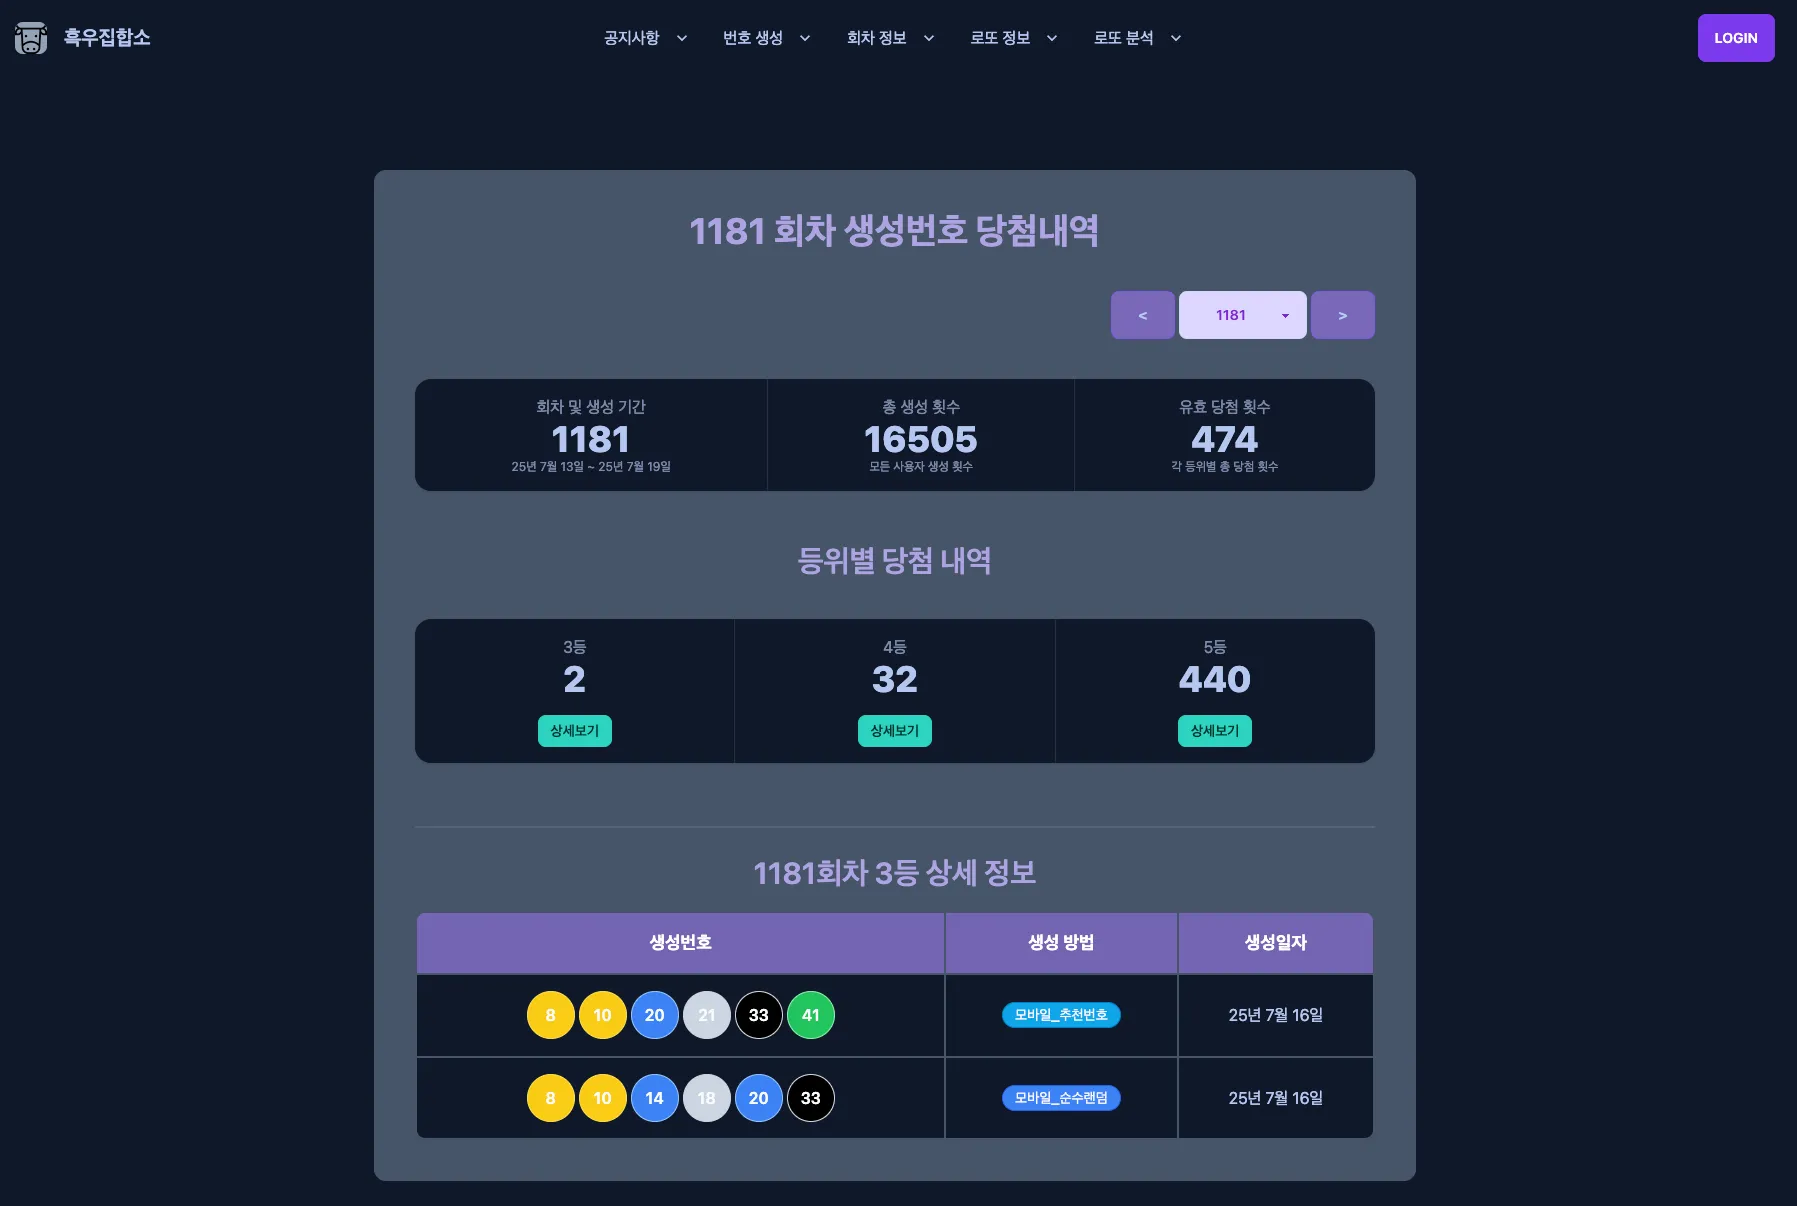 흑우집합소
공지사항
번호 생성
회차 정보
로또 정보
로또 분석
LOGIN
1181 회차 생성번호 당첨내역
<
1181
>
회차 및 생성 기간
1181
25년 7월 13일 ~ 25년 7월 19일
총 생성 횟수
16505
모든 사용자 생성 횟수
유효 당첨 횟수
474
각 등위별 총 당첨 횟수
등위별 당첨 내역
3등
2
상세보기
4등
32
상세보기
5등
440
상세보기
1181회차 3등 상세 정보
생성번호
생성 방법
생성일자
8 10 20 21 33 41
모바일_추천번호
25년 7월 16일
8 10 14 18 20 33
모바일_순수랜덤
25년 7월 16일